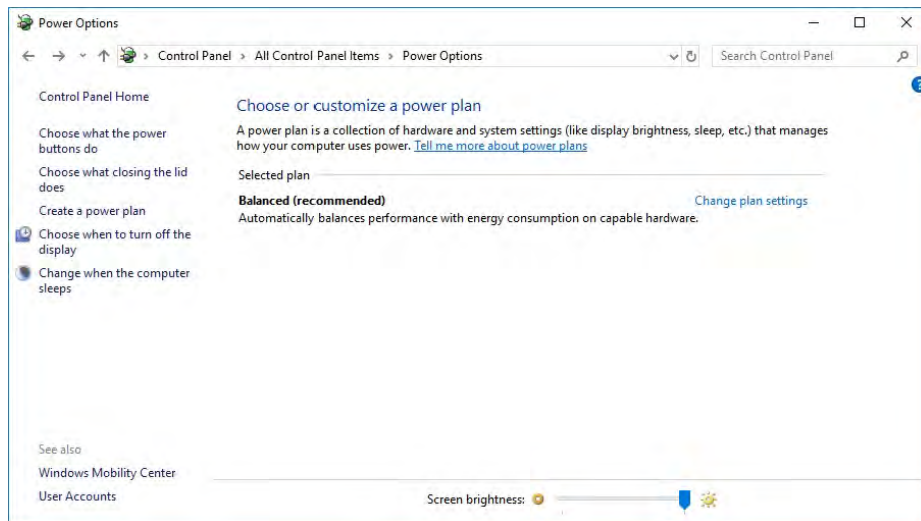 Power Options
Control Panel > All Control Panel Items > Power Options
Search Control Panel
Control Panel Home
Choose what the power
buttons do
Choose what closing the lid
does
Create a power plan
Choose when to turn off the
display
Change when the computer
sleeps
See also
Windows Mobility Center
User Accounts
Choose or customize a power plan
A power plan is a collection of hardware and system settings (like display brightness, sleep, etc.) that manages
how your computer uses power. Tell me more about power plans
Selected plan
Balanced (recommended)
Change plan settings
Automatically balances performance with energy consumption on capable hardware.
Screen brightness: